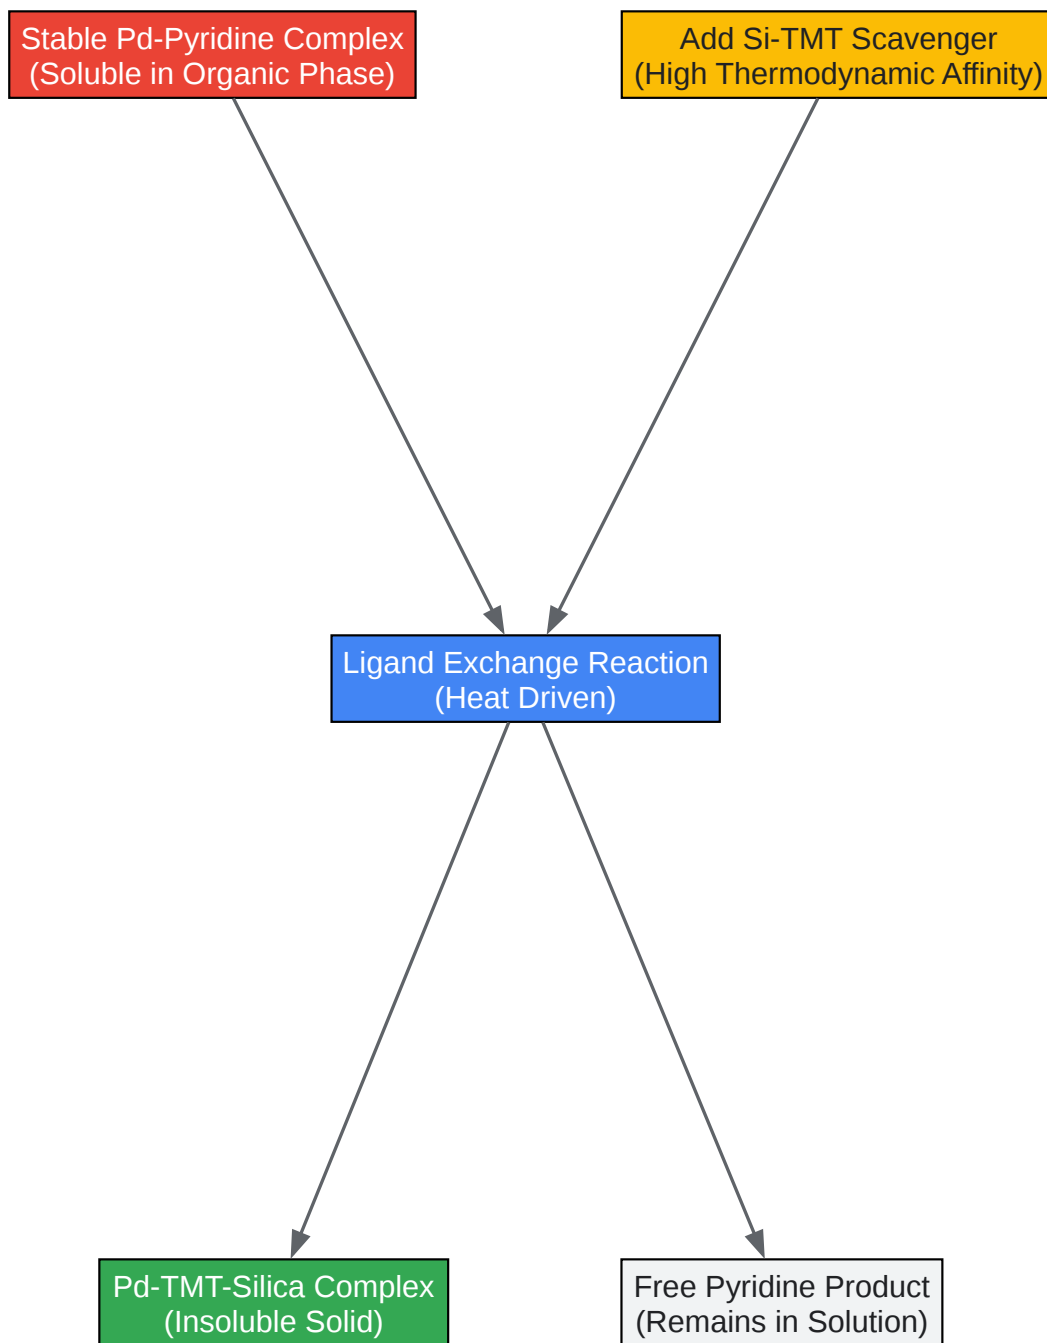 Stable Pd-Pyridine Complex
(Soluble in Organic Phase)
Add Si-TMT Scavenger
(High Thermodynamic Affinity)
Ligand Exchange Reaction
(Heat Driven)
Pd-TMT-Silica Complex
(Insoluble Solid)
Free Pyridine Product
(Remains in Solution)